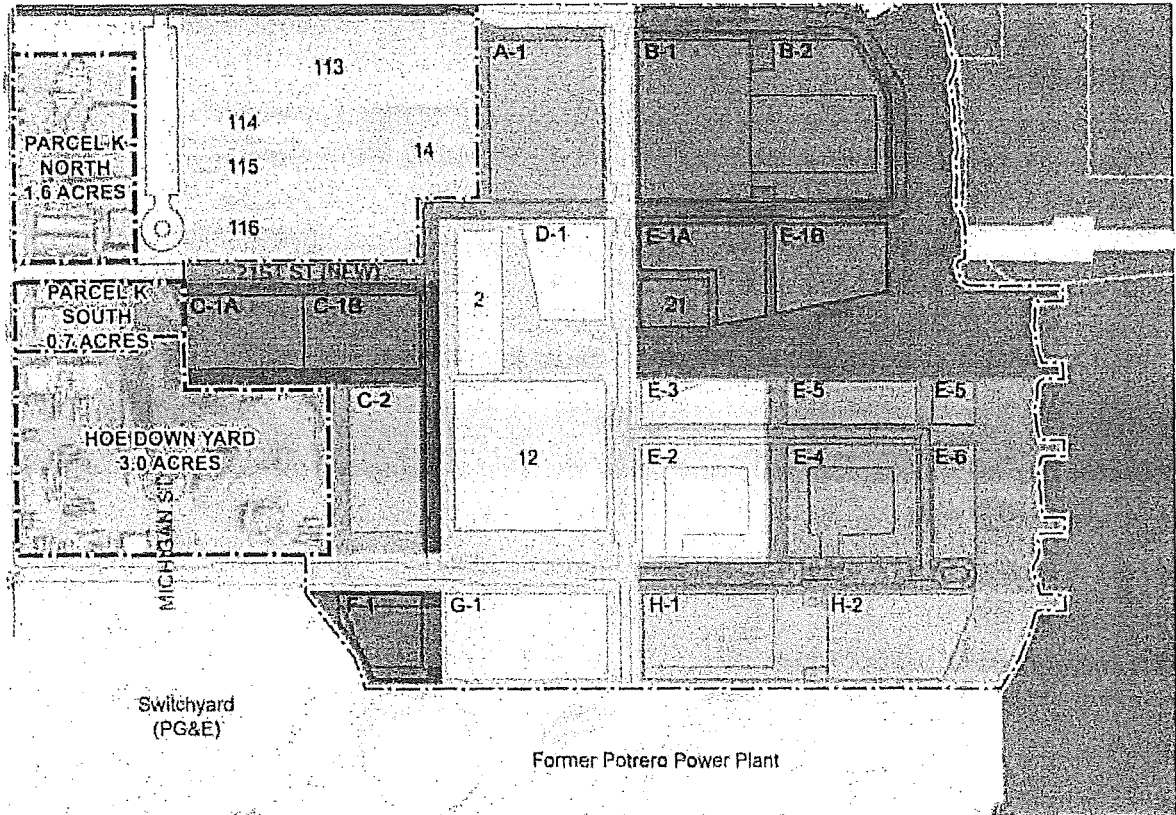 113
A-1
B-1
B-2
114
115
14
116
PARCEL K
NORTH
1.6 ACRES
D-1
E-1A
E-1B
21ST ST (NEW)
PARCEL K
SOUTH
0.7 ACRES
C-1A
C-1B
2
21
C-2
E-3
E-5
E-5
HOE DOWN YARD
3.0 ACRES
12
E-2
E-4
E-6
MICHIGAN ST
F-1
G-1
H-1
H-2
Switchyard
(PG&E)
Former Potrero Power Plant